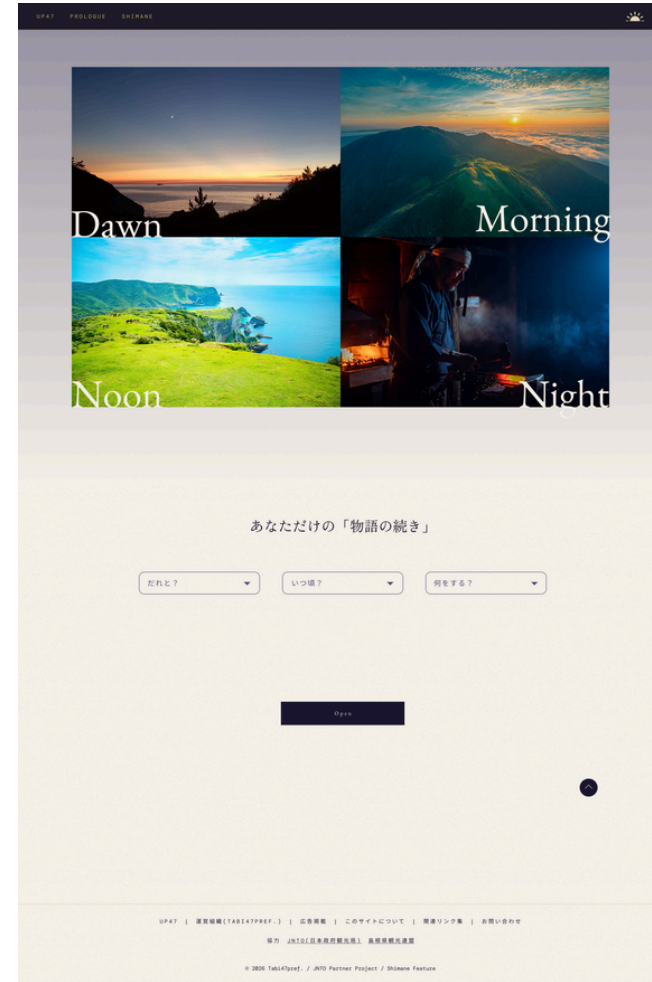 UP47 PROLOGUE SHIMANE
Dawn
Morning
Noon
Night
あなただけの「物語の続き」
だれと？ いつ頃？ 何をする？
Open
UP47 | 運営組織(TABI47PREF.) | 広告掲載 | このサイトについて | 関連リンク集 | お問い合わせ
協力 JNTO(日本政府観光局) 島根県観光連盟
© 2026 Tabi47pref. / JNTO Partner Project / Shimane Feature